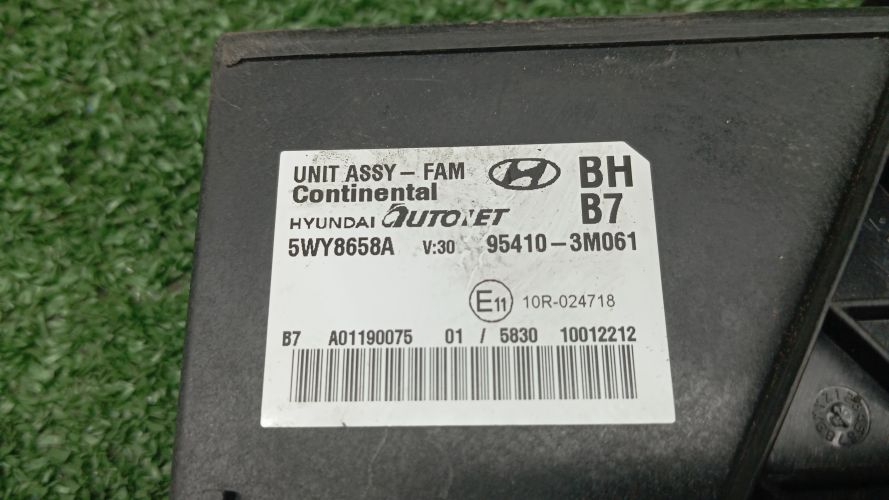 UNIT ASSY – FAM
BH
Continental
B7
HYUNDAI AUTONET
5WY8658A V:30 95410-3M061
E11 10R-024718
B7 A01190075 01 / 5830 10012212